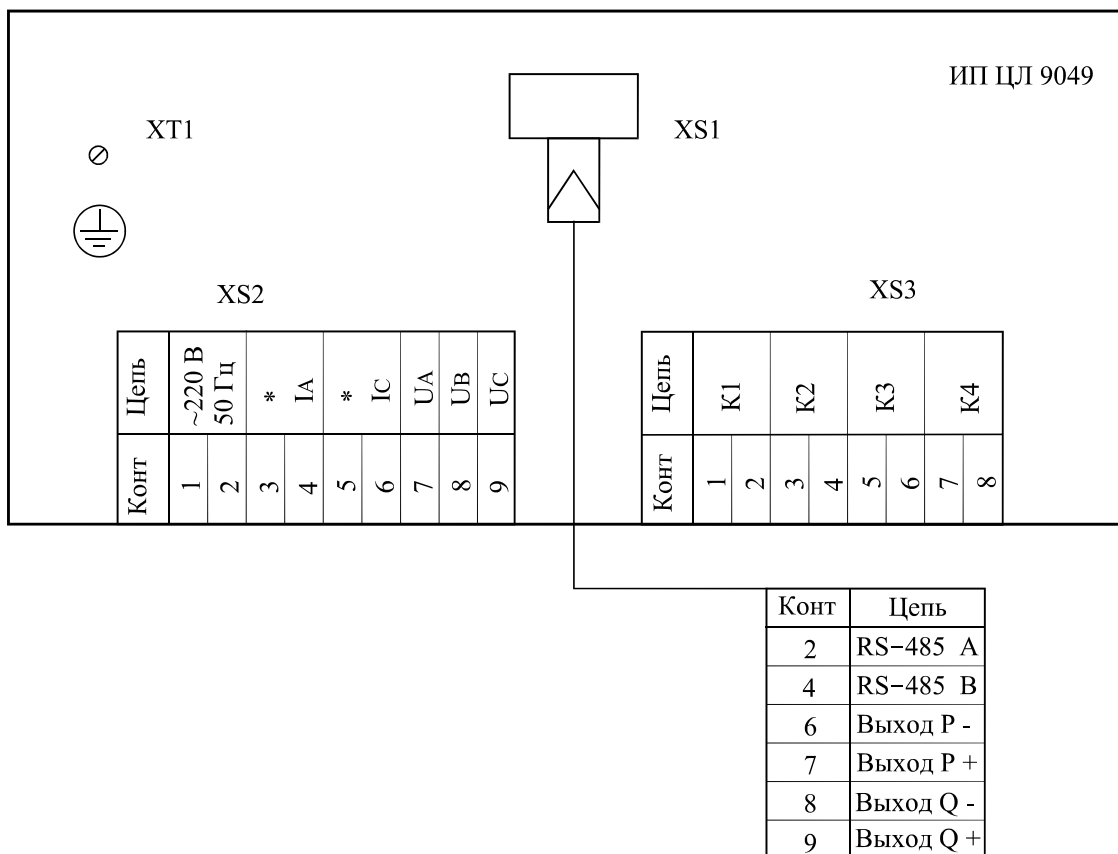 ИП ЦЛ 9049
XT1
XS1
XS2
XS3
Цепь
~220 В
50 Гц
*
IA
*
IC
UA
UB
UC
Конт
1
2
3
4
5
6
7
8
9
Цепь
К1
К2
К3
К4
Конт
1
2
3
4
5
6
7
8
Конт Цепь
2 RS-485 A
4 RS-485 B
6 Выход P -
7 Выход P +
8 Выход Q -
9 Выход Q +